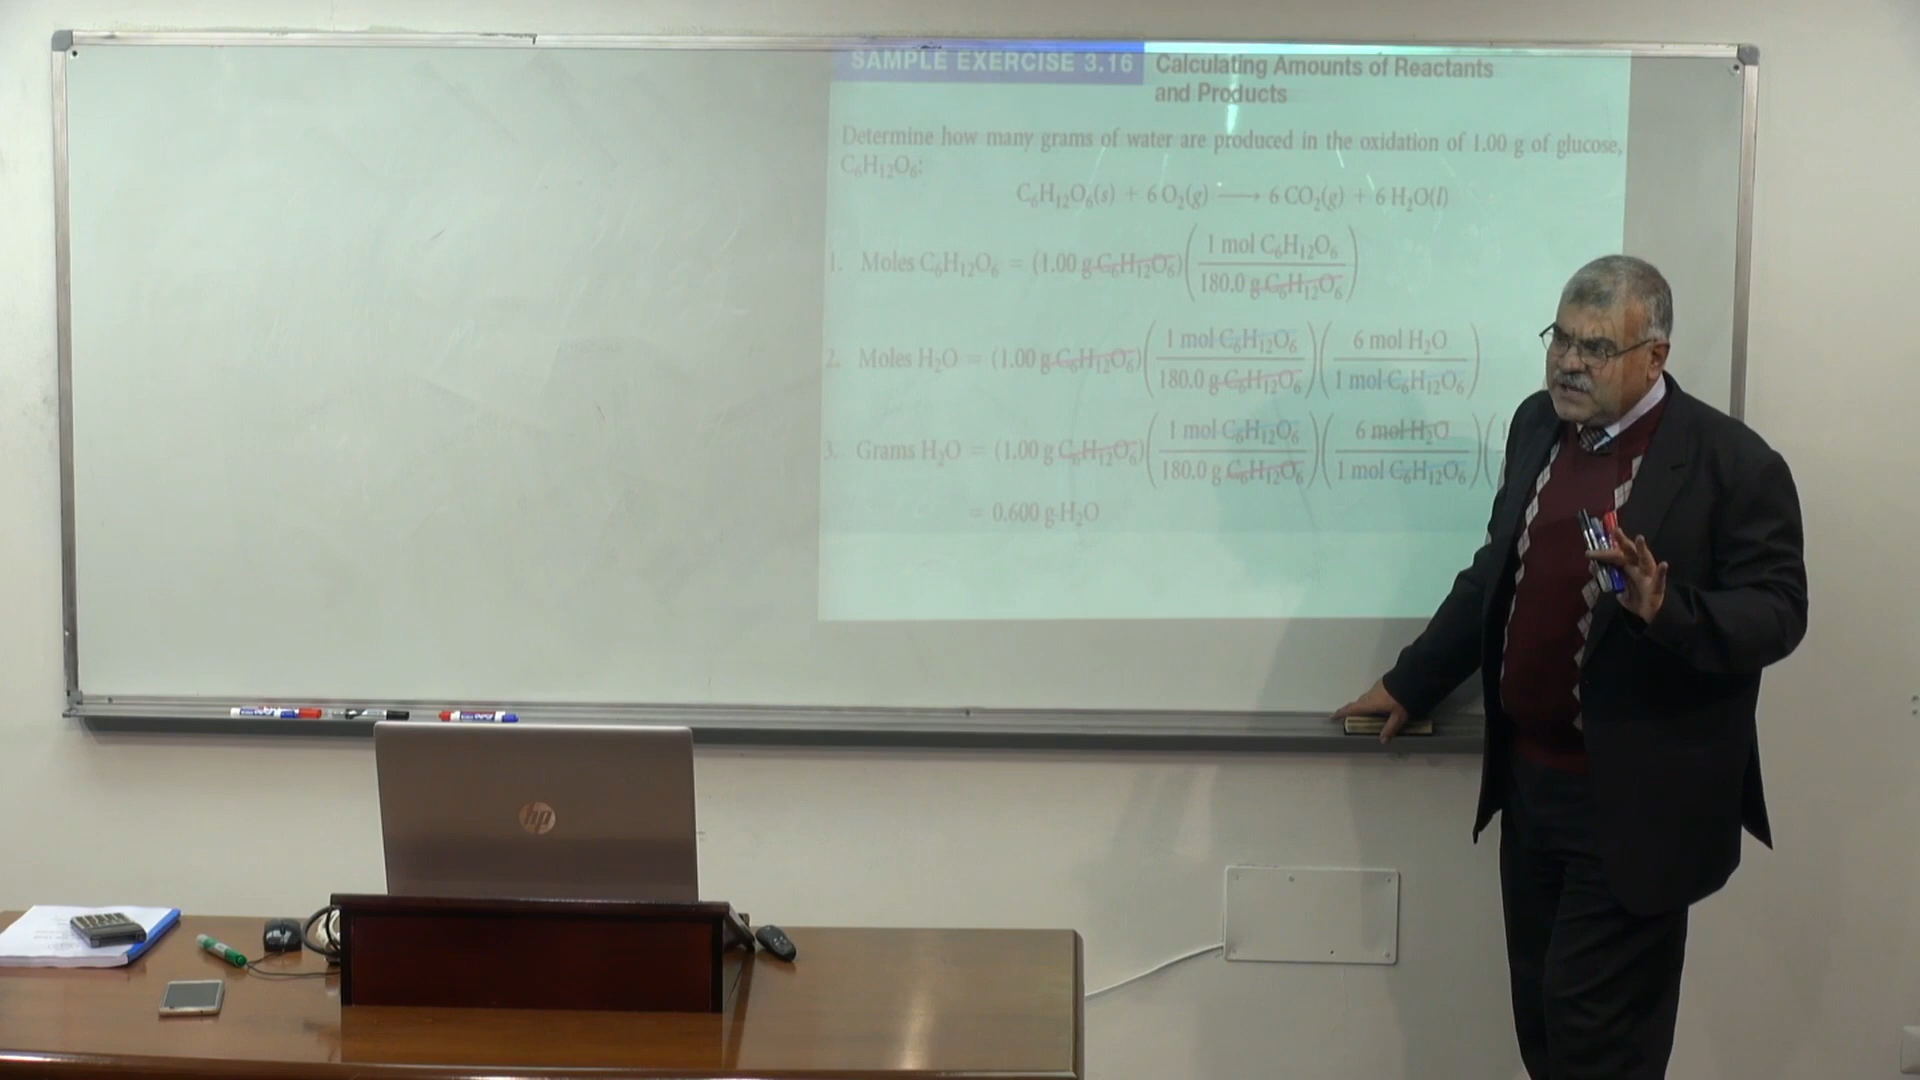 SAMPLE EXERCISE 3.16
Calculating Amounts of Reactants
and Products
Determine how many grams of water are produced in the oxidation of 1.00 g of glucose,
C₆H₁₂O₆:
C₆H₁₂O₆(s) + 6 O₂(g) ⟶ 6 CO₂(g) + 6 H₂O(l)
1. Moles C₆H₁₂O₆ = (1.00 g C₆H₁₂O₆)(1 mol C₆H₁₂O₆ / 180.0 g C₆H₁₂O₆)
2. Moles H₂O = (1.00 g C₆H₁₂O₆)(1 mol C₆H₁₂O₆ / 180.0 g C₆H₁₂O₆)(6 mol H₂O / 1 mol C₆H₁₂O₆)
3. Grams H₂O = (1.00 g C₆H₁₂O₆)(1 mol C₆H₁₂O₆ / 180.0 g C₆H₁₂O₆)(6 mol H₂O / 1 mol C₆H₁₂O₆)(
= 0.600 g H₂O
hp